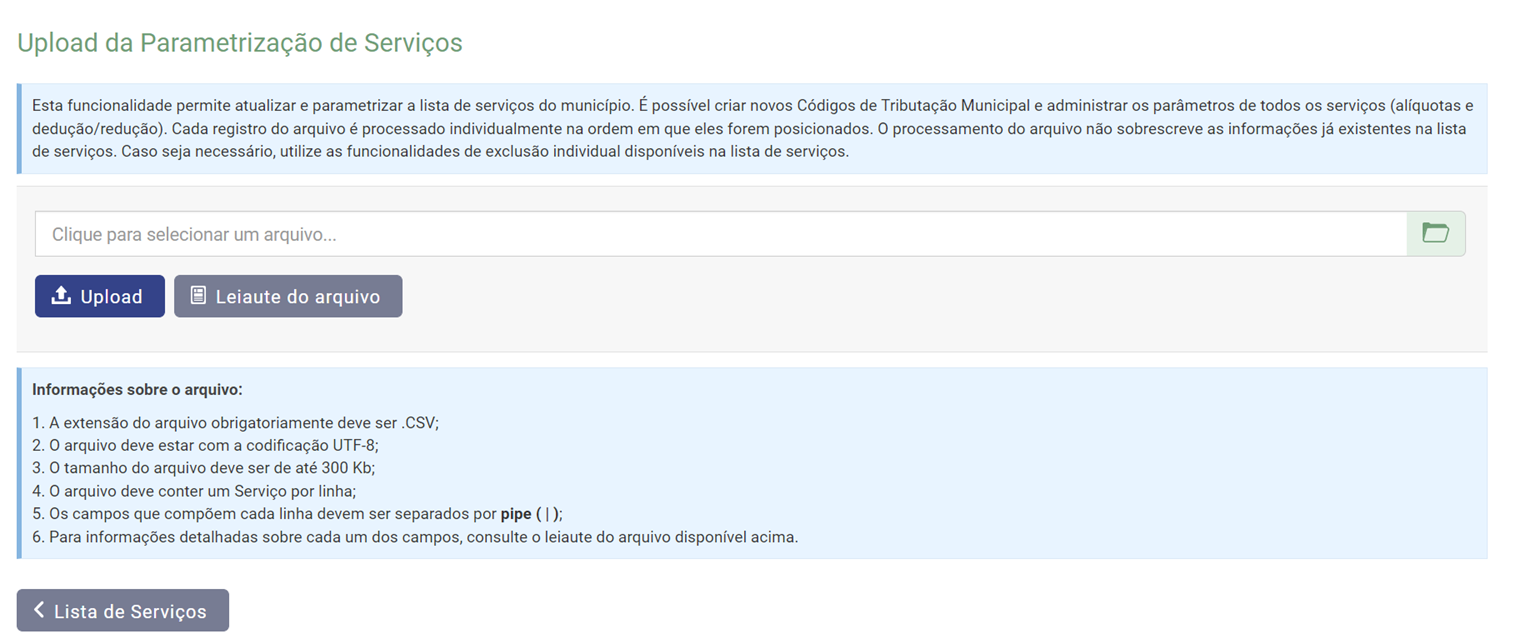 Upload da Parametrização de Serviços
Esta funcionalidade permite atualizar e parametrizar a lista de serviços do município. É possível criar novos Códigos de Tributação Municipal e administrar os parâmetros de todos os serviços (alíquotas e
dedução/redução). Cada registro do arquivo é processado individualmente na ordem em que eles forem posicionados. O processamento do arquivo não sobrescreve as informações já existentes na lista
de serviços. Caso seja necessário, utilize as funcionalidades de exclusão individual disponíveis na lista de serviços.
Clique para selecionar um arquivo...
Upload Leiaute do arquivo
Informações sobre o arquivo:
1. A extensão do arquivo obrigatoriamente deve ser .CSV;
2. O arquivo deve estar com a codificação UTF-8;
3. O tamanho do arquivo deve ser de até 300 Kb;
4. O arquivo deve conter um Serviço por linha;
5. Os campos que compõem cada linha devem ser separados por pipe ( | );
6. Para informações detalhadas sobre cada um dos campos, consulte o leiaute do arquivo disponível acima.
Lista de Serviços